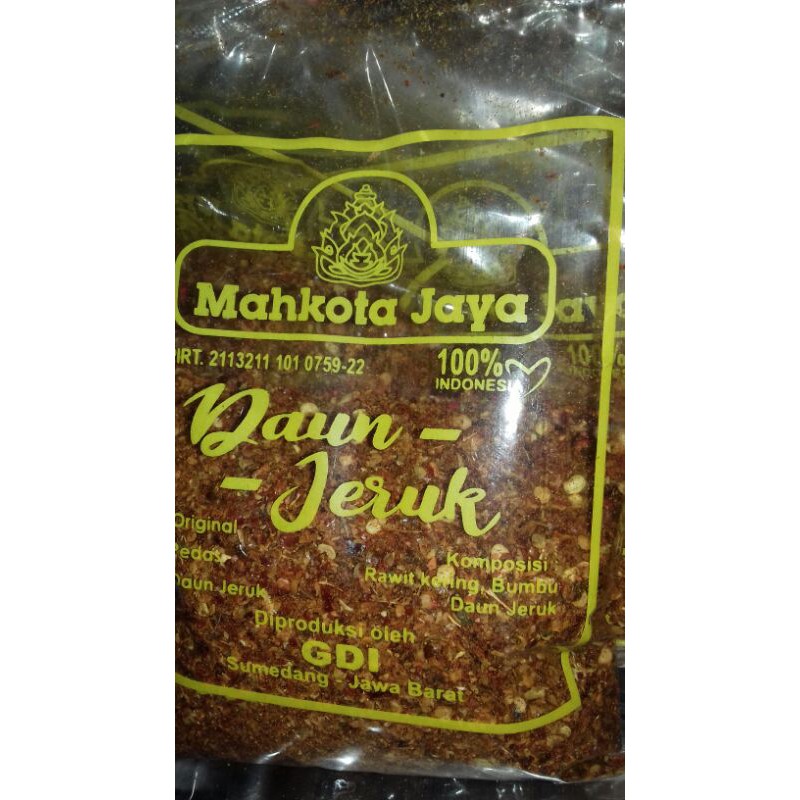 Mahkota Jaya
PIRT. 2113211 101 0759-22
100%
INDONESIA
Daun -
- Jeruk
Original
Pedas
Daun Jeruk
Komposisi
Rawit kering, Bumbu
Daun Jeruk
Diproduksi oleh
GDI
Sumedang - Jawa Barat